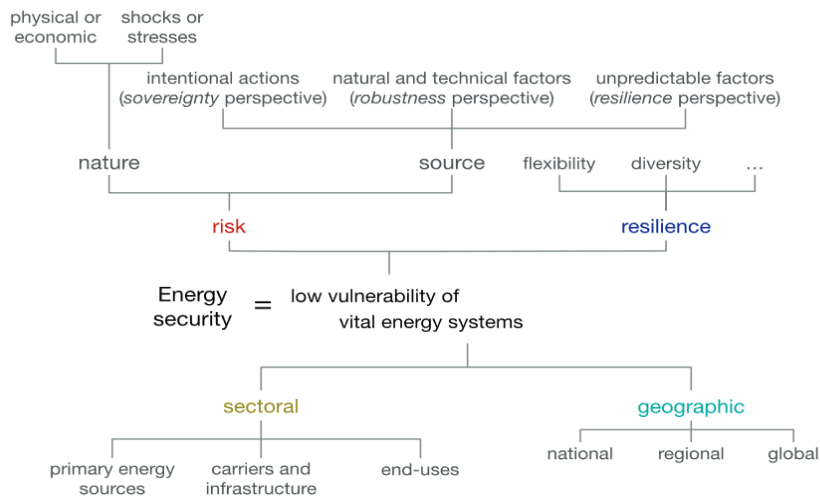 physical or
economic
shocks or
stresses
intentional actions
(sovereignty perspective)
natural and technical factors
(robustness perspective)
unpredictable factors
(resilience perspective)
nature
source
flexibility
diversity
...
risk
resilience
Energy
security
=
low vulnerability of
vital energy systems
sectoral
geographic
primary energy
sources
carriers and
infrastructure
end-uses
national
regional
global